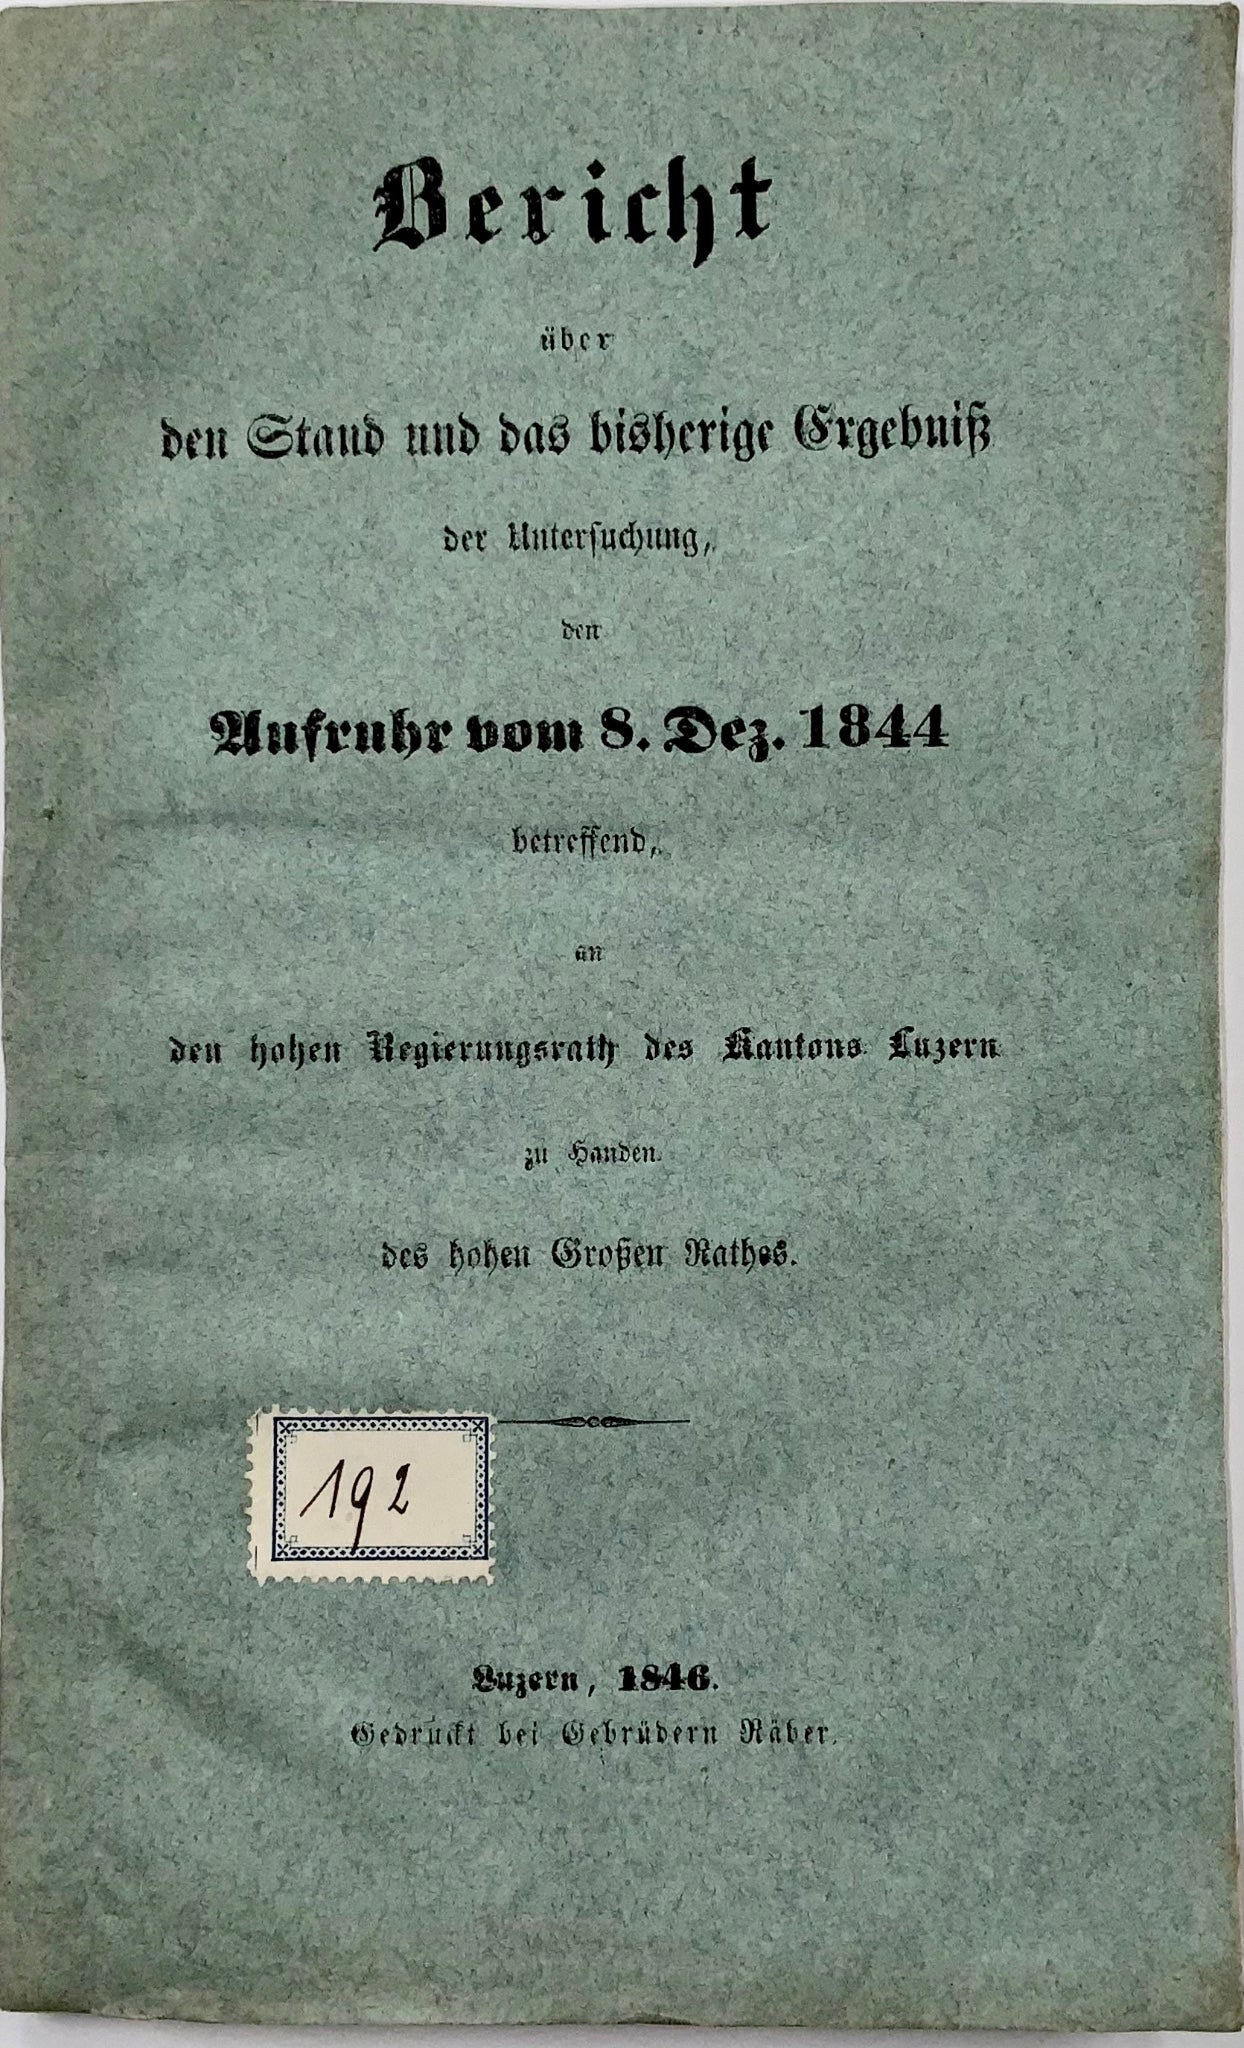 Bericht
über
den Stand und das bisherige Ergebniß
der Untersuchung,
den
Aufruhr vom 8. Dez. 1844
betreffend,
an
den hohen Regierungsrath des Kantons Luzern
zu Handen
des hohen Großen Rathes.
192
Luzern, 1846.
Gedruckt bei Gebrüdern Räber.